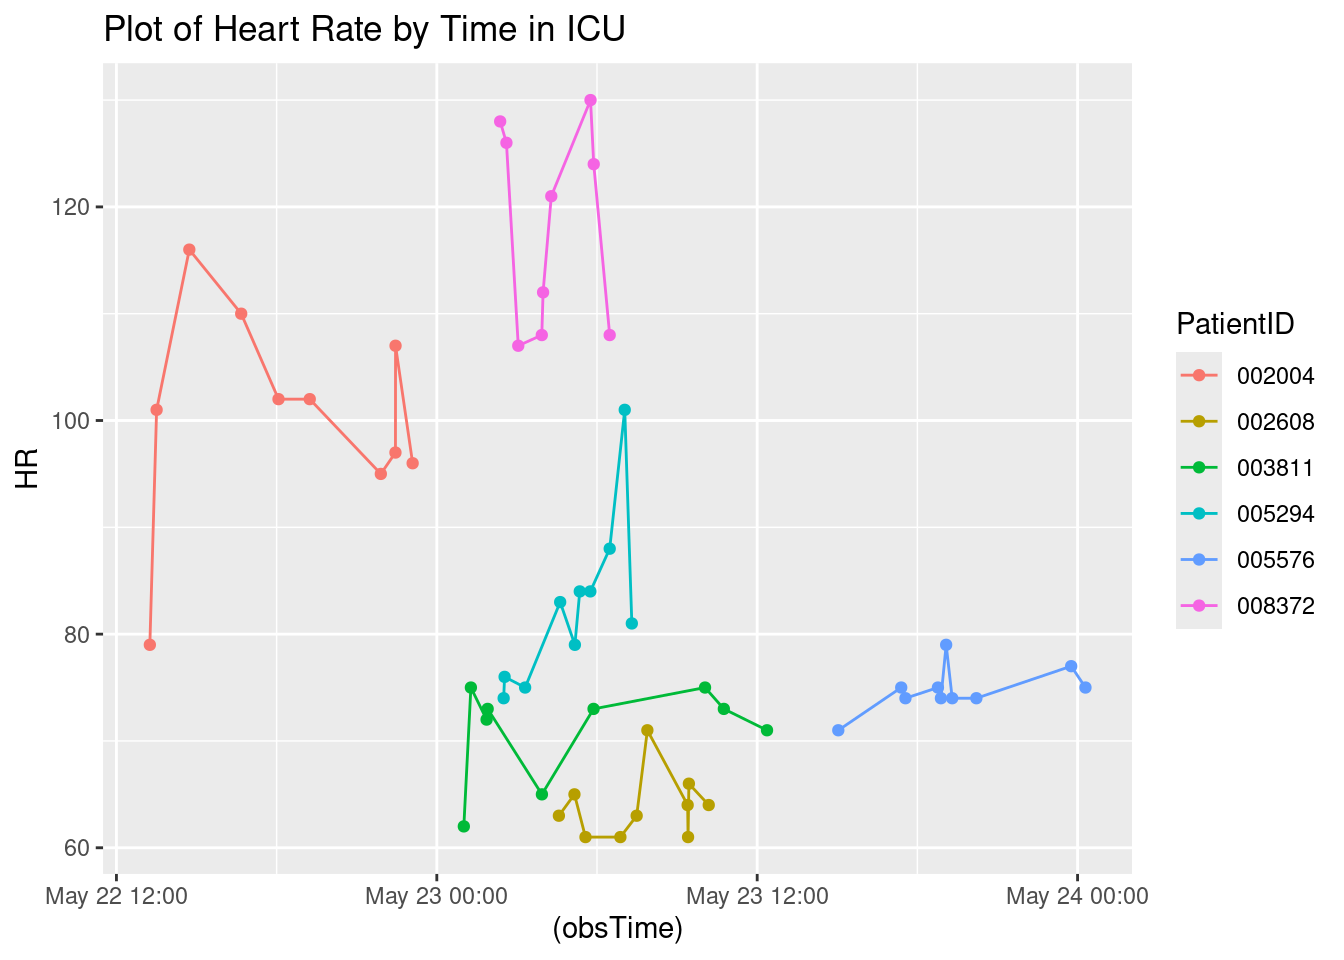 Plot of Heart Rate by Time in ICU
120
100
80
60
HR
May 22 12:00
May 23 00:00
May 23 12:00
May 24 00:00
(obsTime)
PatientID
002004
002608
003811
005294
005576
008372